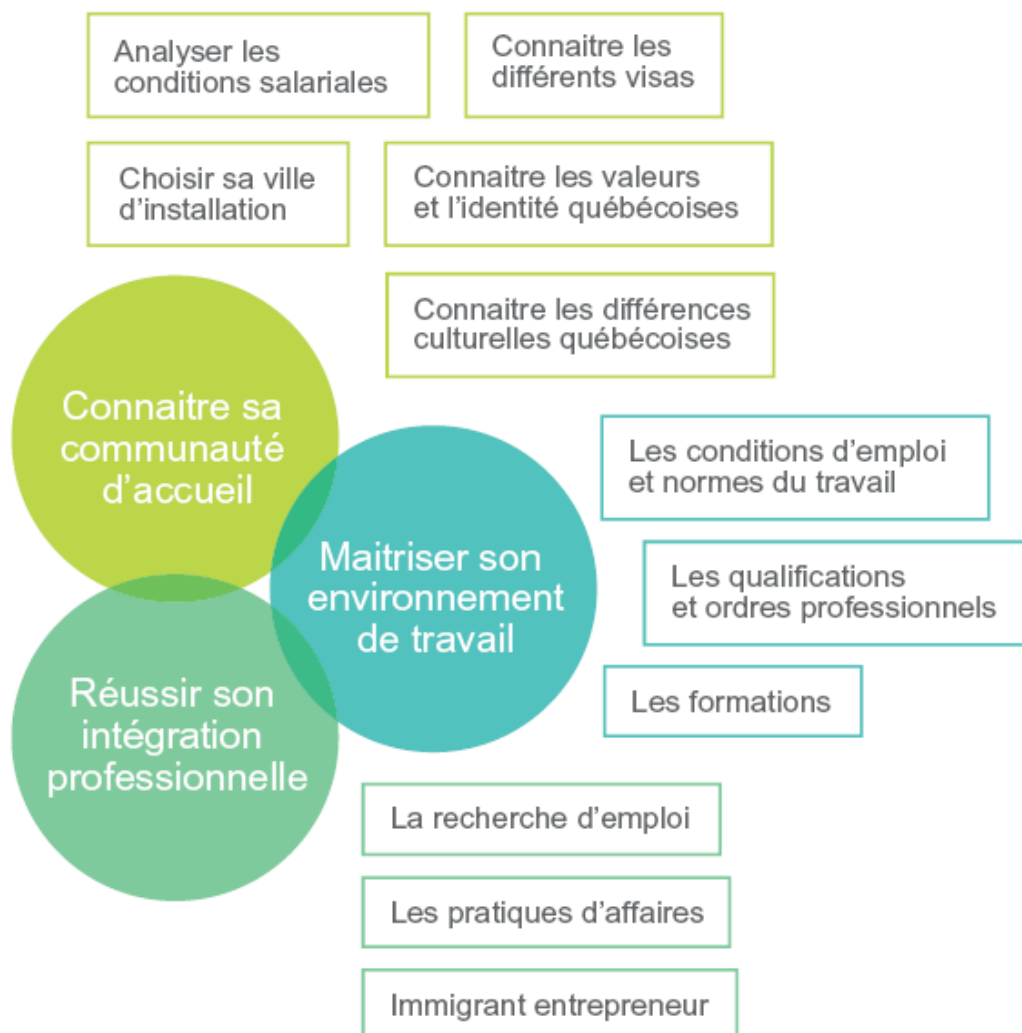 Analyser les
conditions salariales
Connaitre les
différents visas
Choisir sa ville
d’installation
Connaitre les valeurs
et l’identité québécoises
Connaitre les différences
culturelles québécoises
Connaitre sa
communauté
d’accueil
Les conditions d’emploi
et normes du travail
Maitriser son
environnement
de travail
Les qualifications
et ordres professionnels
Les formations
Réussir son
intégration
professionnelle
La recherche d’emploi
Les pratiques d’affaires
Immigrant entrepreneur